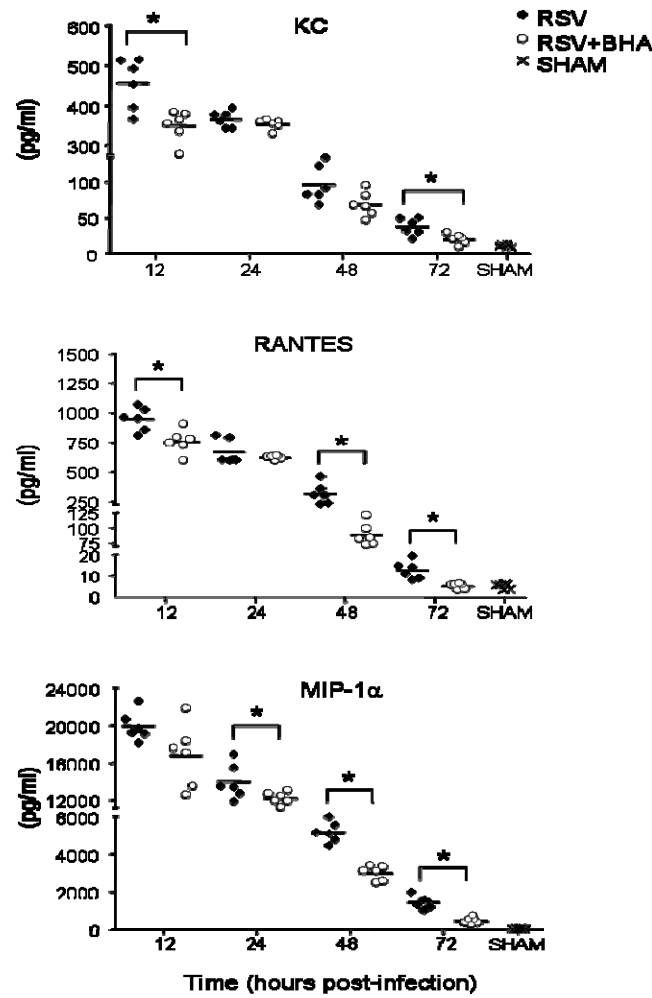 KC
◆ RSV
○ RSV+BHA
✕ SHAM
(pg/ml)
600
500
400
300
100
50
0
*
*
12 24 48 72 SHAM
RANTES
(pg/ml)
1500
1000
750
500
250
125
100
75
20
10
0
*
*
*
12 24 48 72 SHAM
MIP-1α
(pg/ml)
24000
20000
16000
12000
6000
4000
2000
0
*
*
*
12 24 48 72 SHAM
Time (hours post-infection)